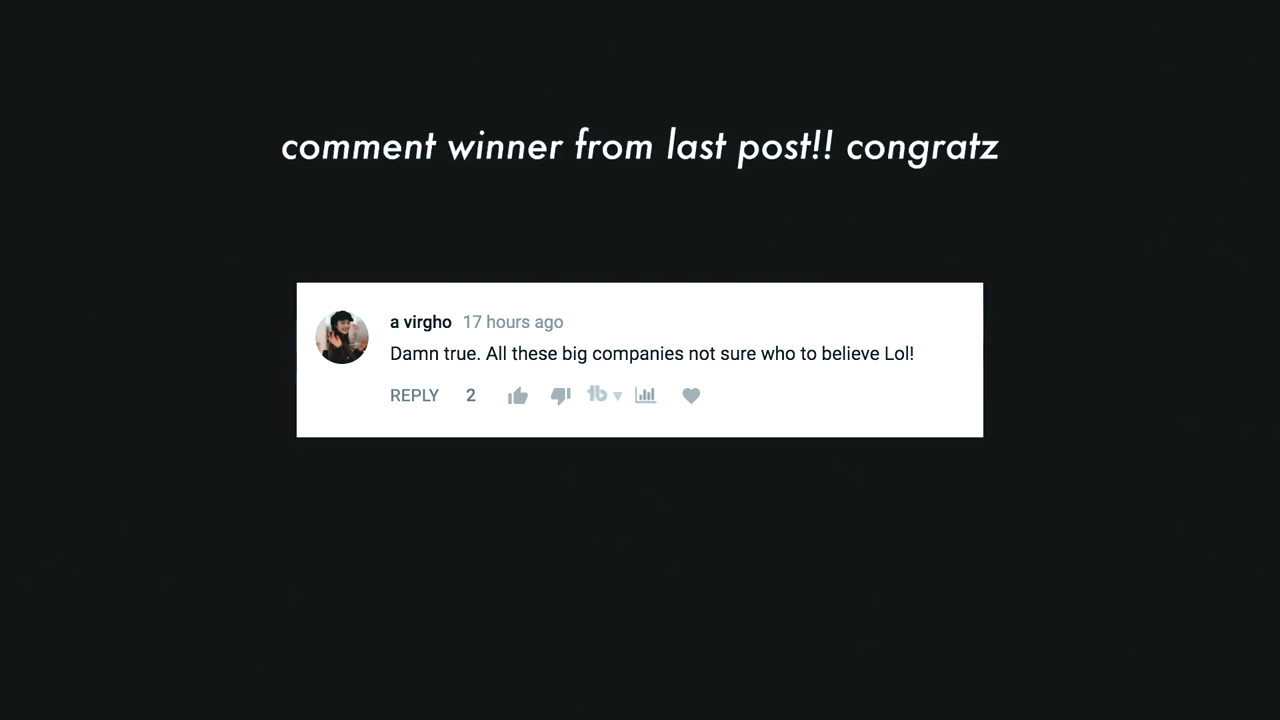 comment winner from last post!! congratz
a virgho 17 hours ago
Damn true. All these big companies not sure who to believe Lol!
REPLY 2 tb